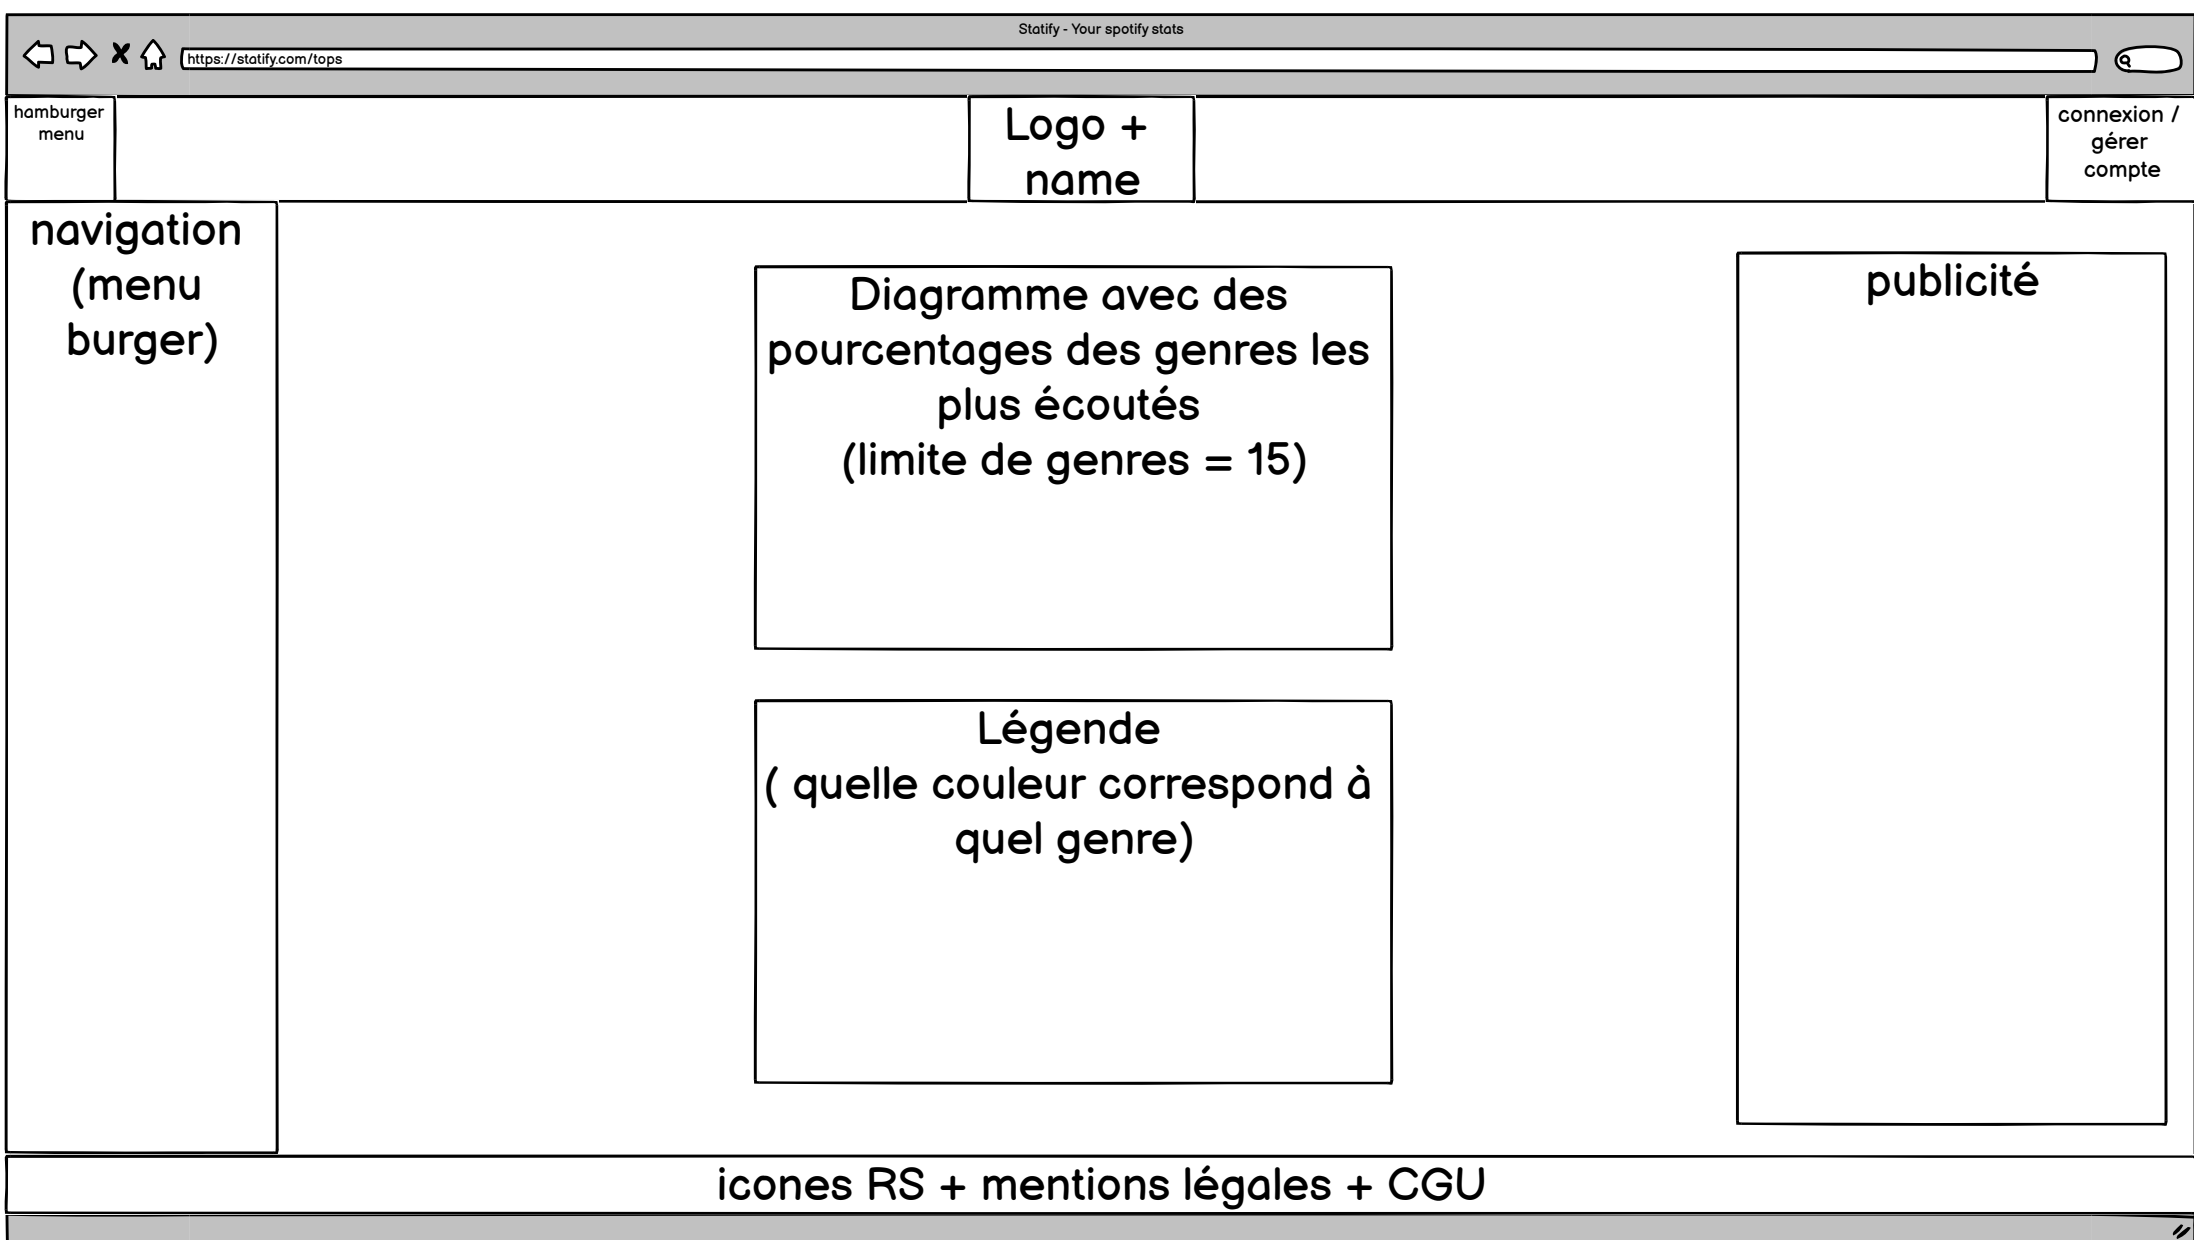 Statify - Your spotify stats
https://statify.com/tops
hamburger
menu
Logo +
name
connexion /
gérer
compte
navigation
(menu
burger)
Diagramme avec des
pourcentages des genres les
plus écoutés
(limite de genres = 15)
publicité
Légende
( quelle couleur correspond à
quel genre)
icones RS + mentions légales + CGU